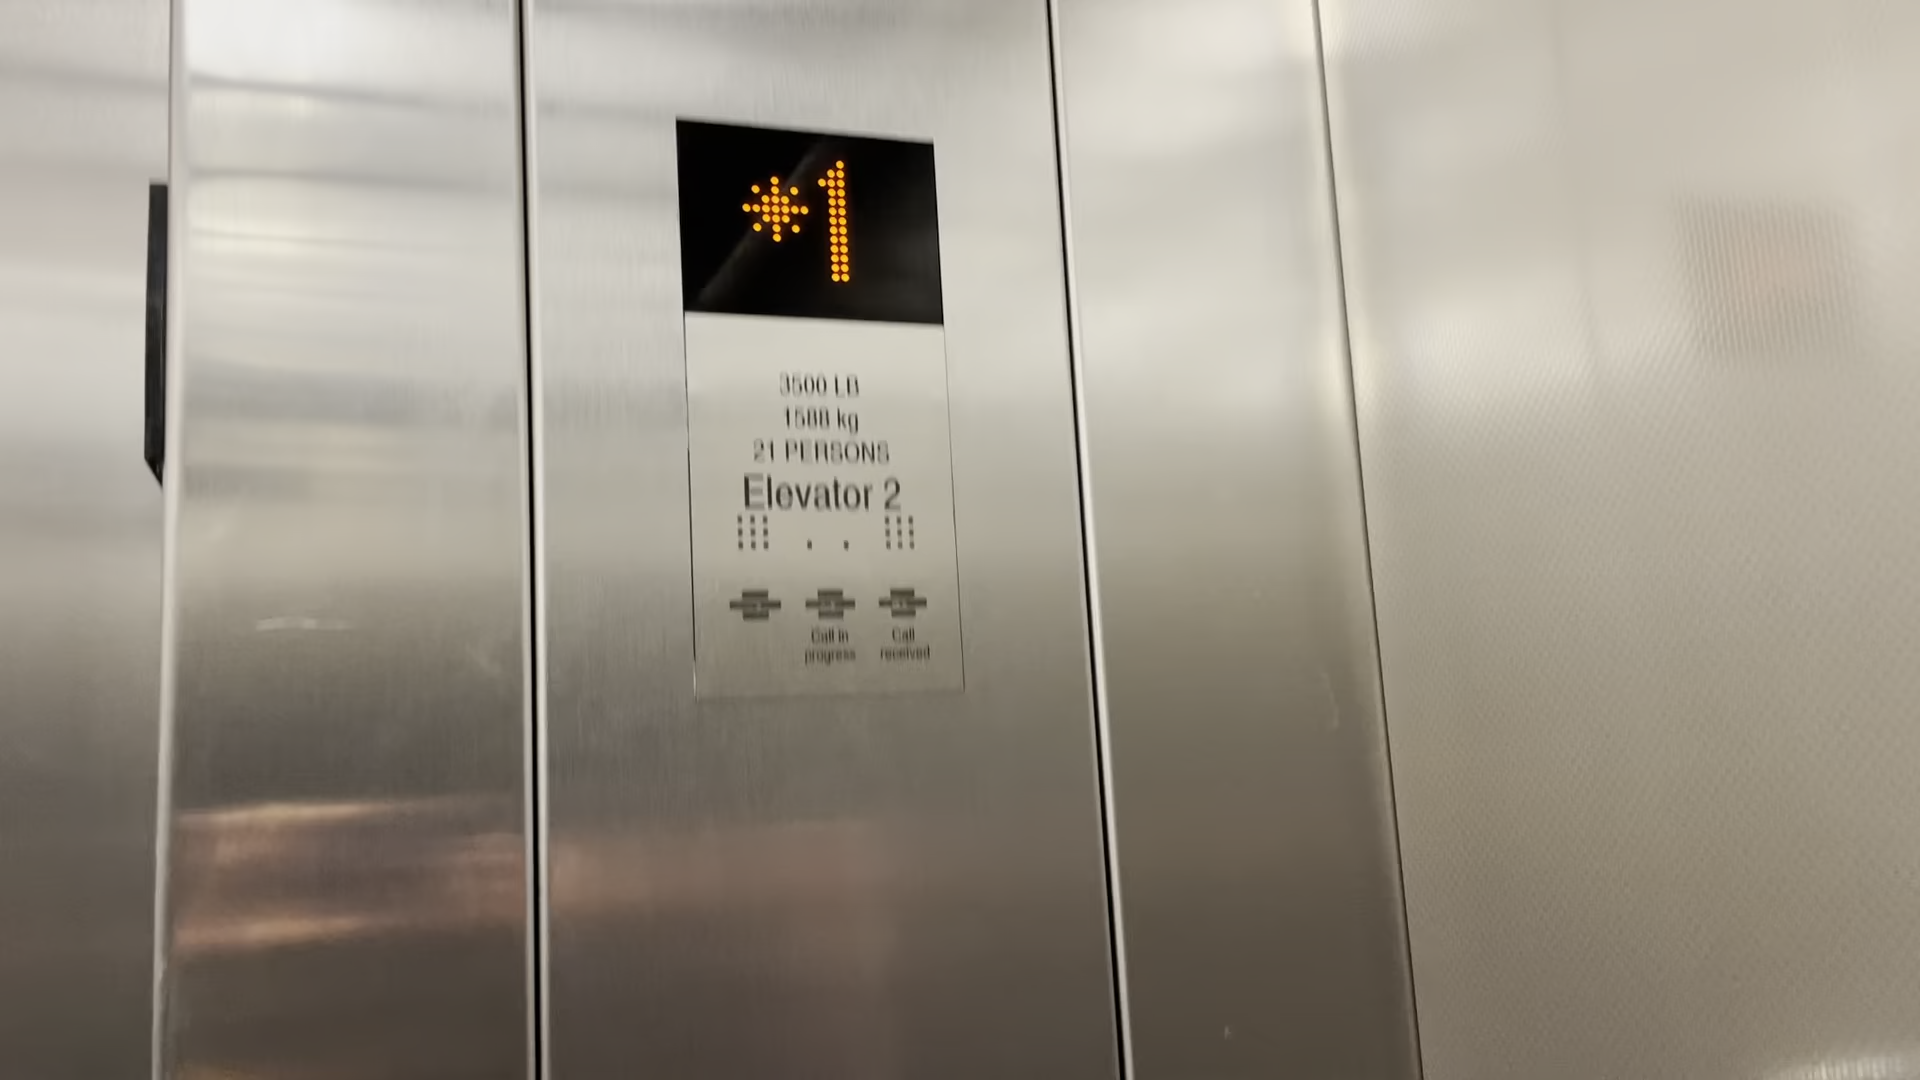 *1
3500 LB
1588 kg
21 PERSONS
Elevator 2
Call in
progress
Call
received